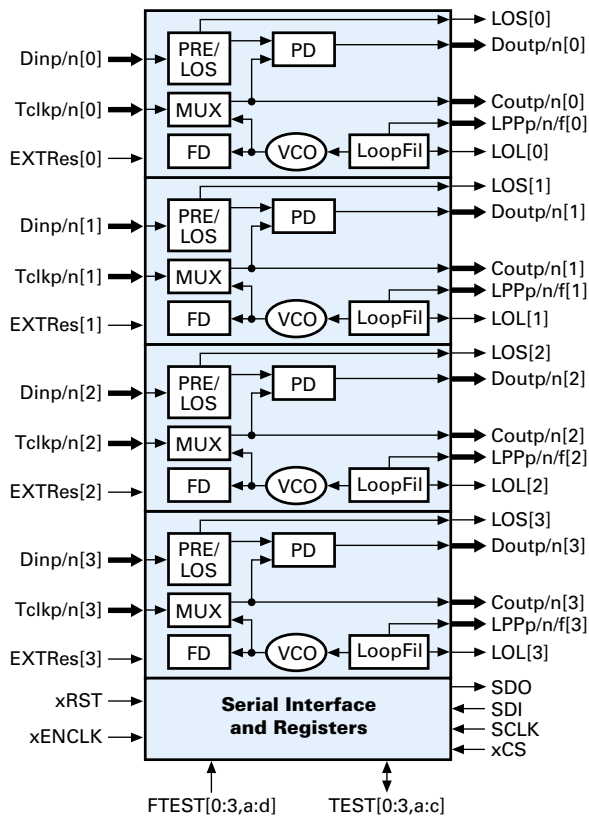 LOS[0]
Dinp/n[0] PRE/ LOS PD Doutp/n[0]
Tclkp/n[0] MUX Coutp/n[0]
LPPp/n/f[0]
EXTRes[0] FD VCO LoopFil LOL[0]
LOS[1]
Dinp/n[1] PRE/ LOS PD Doutp/n[1]
Tclkp/n[1] MUX Coutp/n[1]
LPPp/n/f[1]
EXTRes[1] FD VCO LoopFil LOL[1]
LOS[2]
Dinp/n[2] PRE/ LOS PD Doutp/n[2]
Tclkp/n[2] MUX Coutp/n[2]
LPPp/n/f[2]
EXTRes[2] FD VCO LoopFil LOL[2]
LOS[3]
Dinp/n[3] PRE/ LOS PD Doutp/n[3]
Tclkp/n[3] MUX Coutp/n[3]
LPPp/n/f[3]
EXTRes[3] FD VCO LoopFil LOL[3]
xRST
xENCLK
Serial Interface
and Registers
SDO
SDI
SCLK
xCS
FTEST[0:3,a:d] TEST[0:3,a:c]